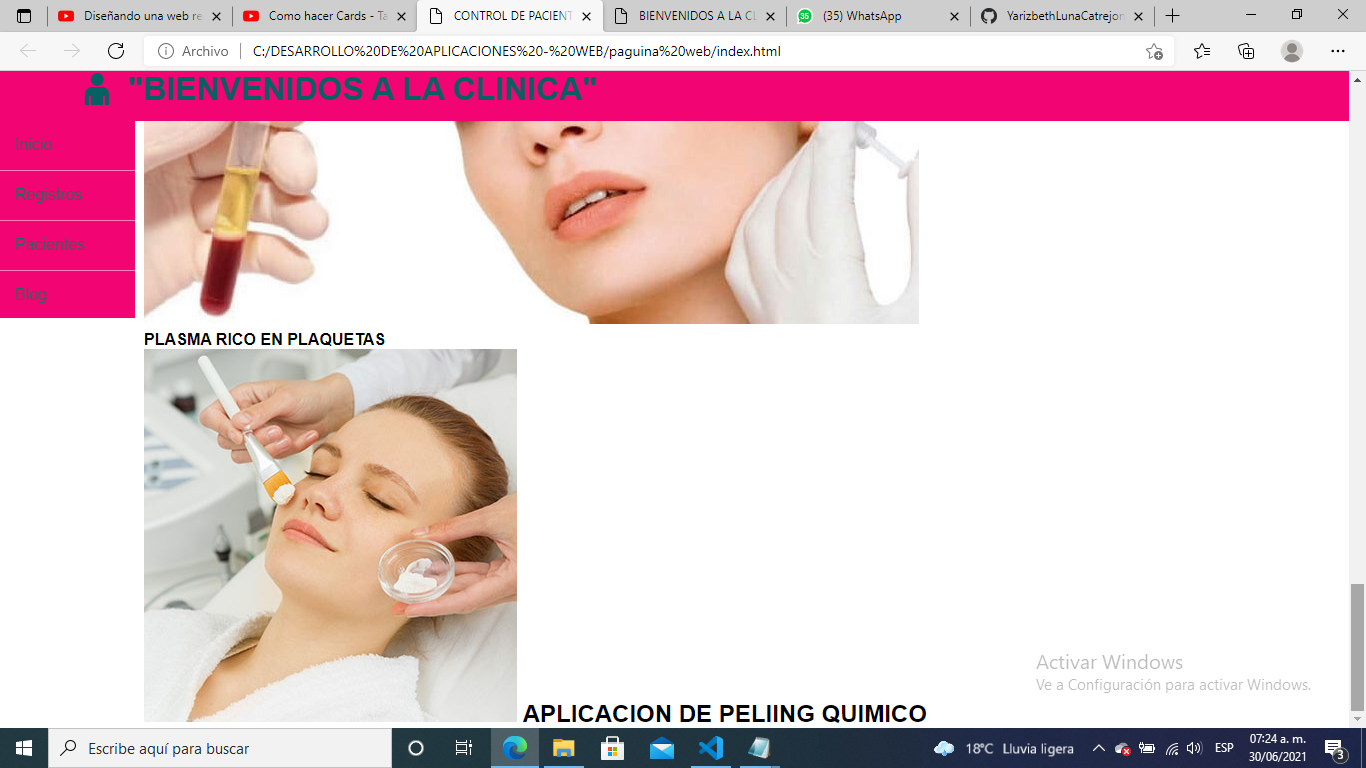 Diseñando una web re
Como hacer Cards - Ta
CONTROL DE PACIENT
BIENVENIDOS A LA CL
(35) WhatsApp
YarizbethLunaCatrejon
Archivo
C:/DESARROLLO%20DE%20APLICACIONES%20-%20WEB/paguina%20web/index.html
"BIENVENIDOS A LA CLINICA"
Inicio
Registros
Pacientes
Blog
PLASMA RICO EN PLAQUETAS
APLICACION DE PELIING QUIMICO
Activar Windows
Ve a Configuración para activar Windows.
Escribe aquí para buscar
18°C Lluvia ligera
ESP
07:24 a. m.
30/06/2021
3